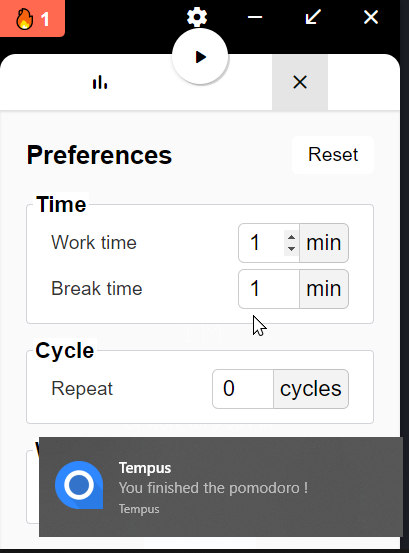 1
Preferences
Reset
Time
Work time
1
min
Break time
1
min
Cycle
Repeat
0
cycles
Tempus
You finished the pomodoro !
Tempus